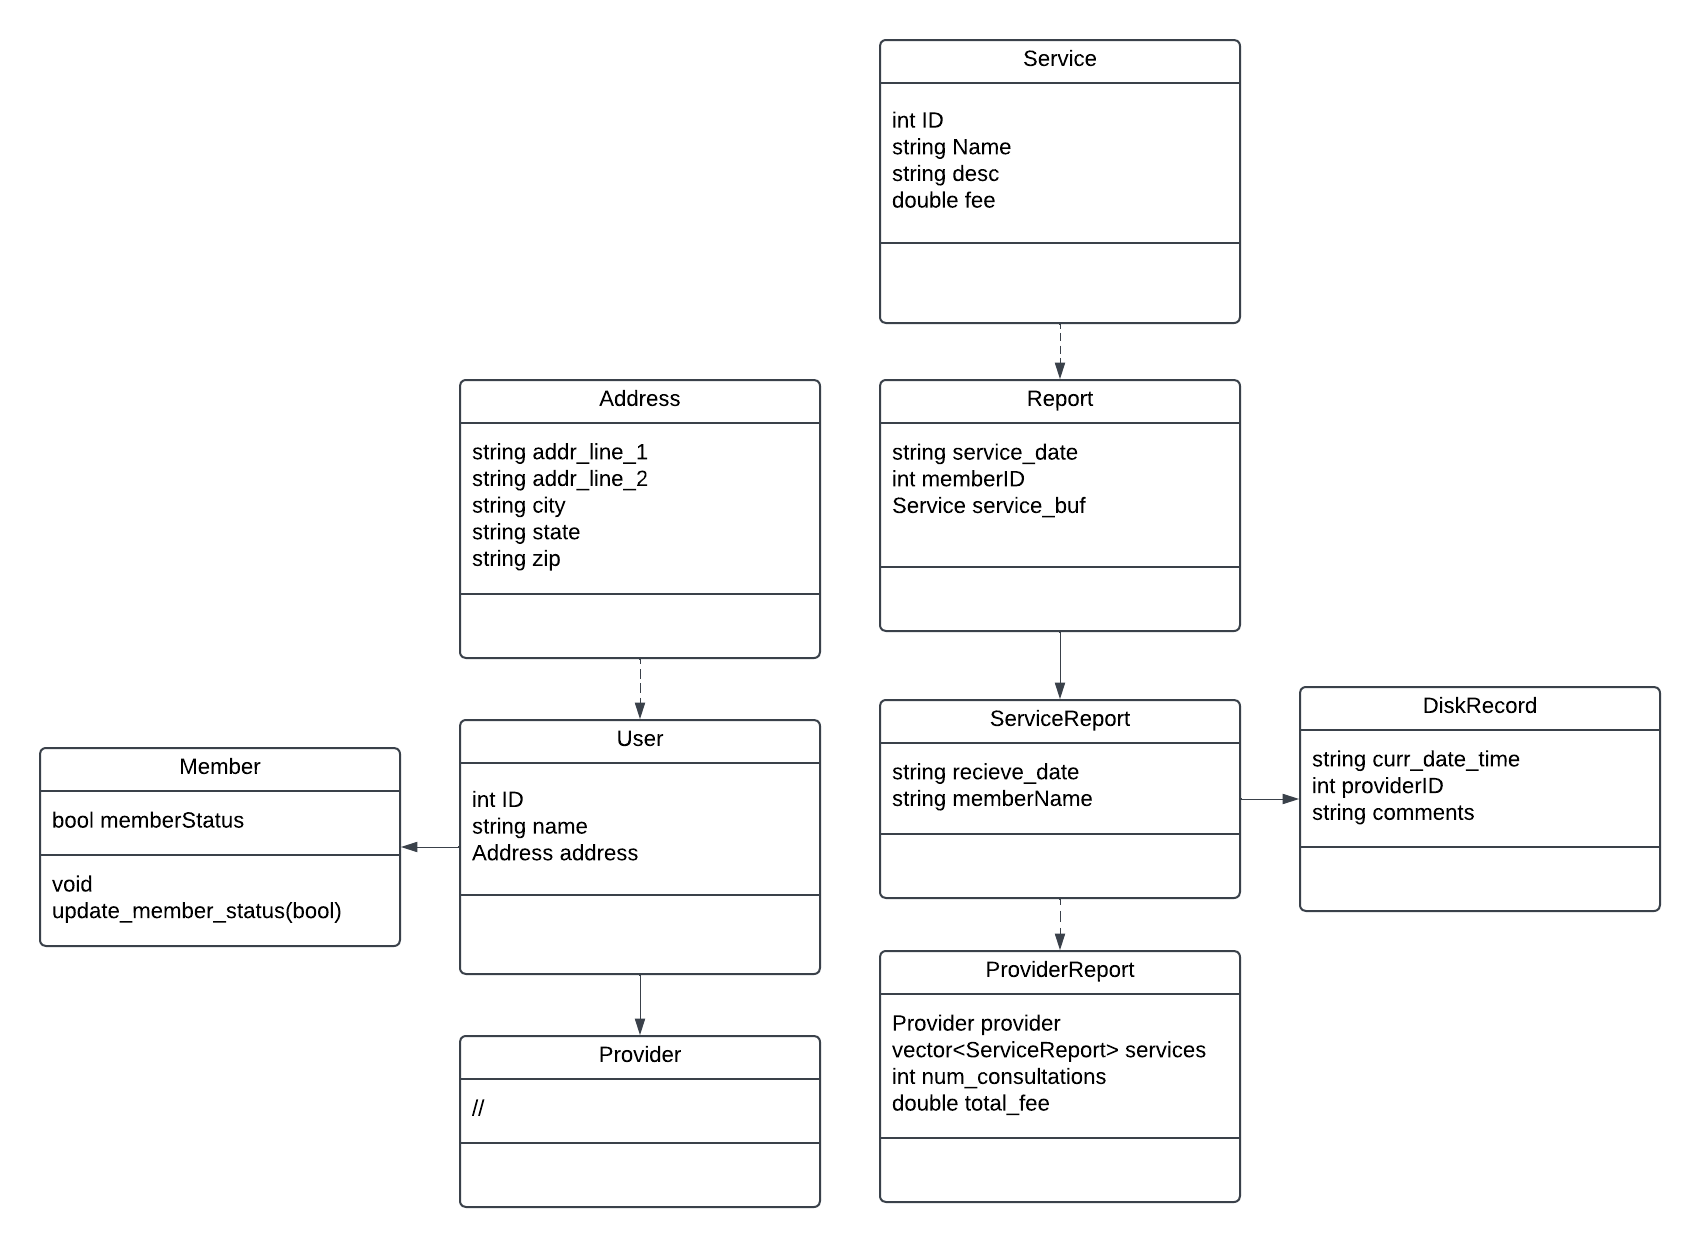 Service
int ID
string Name
string desc
double fee
Address
string addr_line_1
string addr_line_2
string city
string state
string zip
Report
string service_date
int memberID
Service service_buf
Member
bool memberStatus
void
update_member_status(bool)
User
int ID
string name
Address address
ServiceReport
string recieve_date
string memberName
DiskRecord
string curr_date_time
int providerID
string comments
Provider
//
ProviderReport
Provider provider
vector<ServiceReport> services
int num_consultations
double total_fee